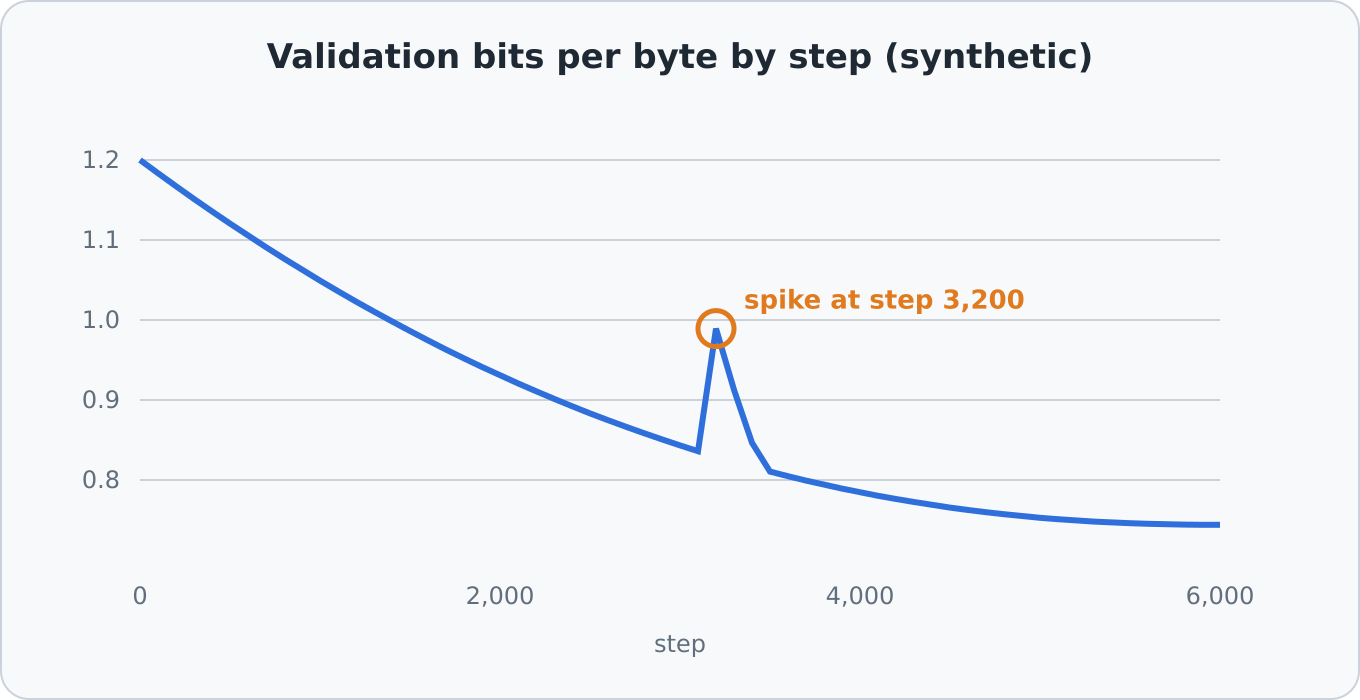 Validation bits per byte by step (synthetic)
1.2
1.1
spike at step 3,200
1.0
0.9
0.8
0 2,000 4,000 6,000
step